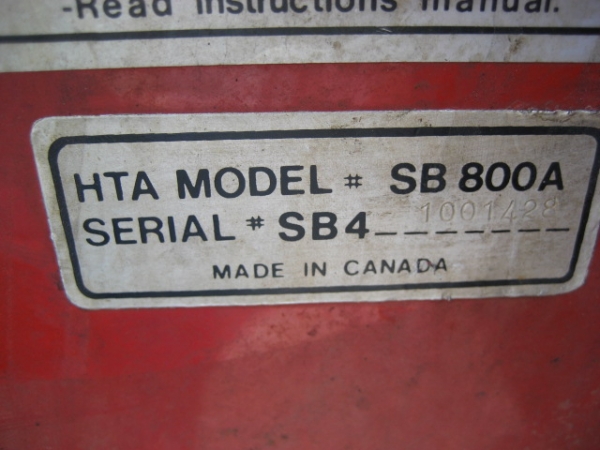 -Read instructions manual.
HTA MODEL # SB 800A
SERIAL # SB4 1001428
MADE IN CANADA